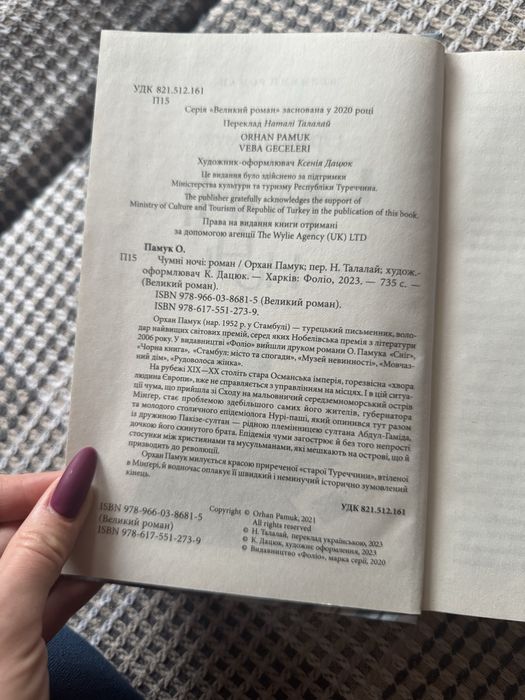 УДК 821.512.161
П15
Серія «Великий роман» заснована у 2020 році
Переклад Наталі Талалай
ORHAN PAMUK
VEBA GECELERI
Художник-оформлювач Ксенія Дацюк
Це видання було здійснено за підтримки
Міністерства культури та туризму Республіки Туреччина.
The publisher gratefully acknowledges the support of
Ministry of Culture and Tourism of Republic of Turkey in the publication of this book.
Права на видання книги отримані
за допомогою агенції The Wylie Agency (UK) LTD
Памук О.
П15 Чумні ночі: роман / Орхан Памук; пер. Н. Талалай; худож.-
оформлювач К. Дацюк. — Харків: Фоліо, 2023. — 735 с. —
(Великий роман).
ISBN 978-966-03-8681-5 (Великий роман).
ISBN 978-617-551-273-9.
Орхан Памук (нар. 1952 р. у Стамбулі) — турецький письменник, воло-
дар найвищих світових премій, серед яких Нобелівська премія з літератури
2006 року. У видавництві «Фоліо» вийшли друком романи О. Памука «Сніг»,
«Чорна книга», «Стамбул: місто та спогади», «Музей невинності», «Мовчаз-
ний дім», «Рудоволоса жінка».
На рубежі XIX—XX століть стара Османська імперія, горезвісна «хвора
людина Європи», вже не справляється з управлінням на місцях. І в цій ситуа-
ції чума, що прийшла зі Сходу на мальовничий середземноморський острів
Мінгер, стає проблемою здебільшого самих його жителів, губернатора
та молодого столичного епідеміолога Нурі-паші, який опинився тут разом
із дружиною Пакізе-султан — рідною племінницею султана Абдул-Гаміда,
дочкою його скинутого брата. Епідемія чуми загострює й без того непрості
стосунки між християнами та мусульманами, які мешкають на острові, що й
призводить до революції.
Орхан Памук милується красою приреченої «старої Туреччини», втіленої
в Мінгері, й водночас оплакує її швидкий і неминучий історично зумовлений
кінець.
УДК 821.512.161
ISBN 978-966-03-8681-5
(Великий роман)
ISBN 978-617-551-273-9
Copyright © Orhan Pamuk, 2021
All rights reserved
© Н. Талалай, переклад українською, 2023
© К. Дацюк, художнє оформлення, 2023
© Видавництво «Фоліо», марка серії, 2020